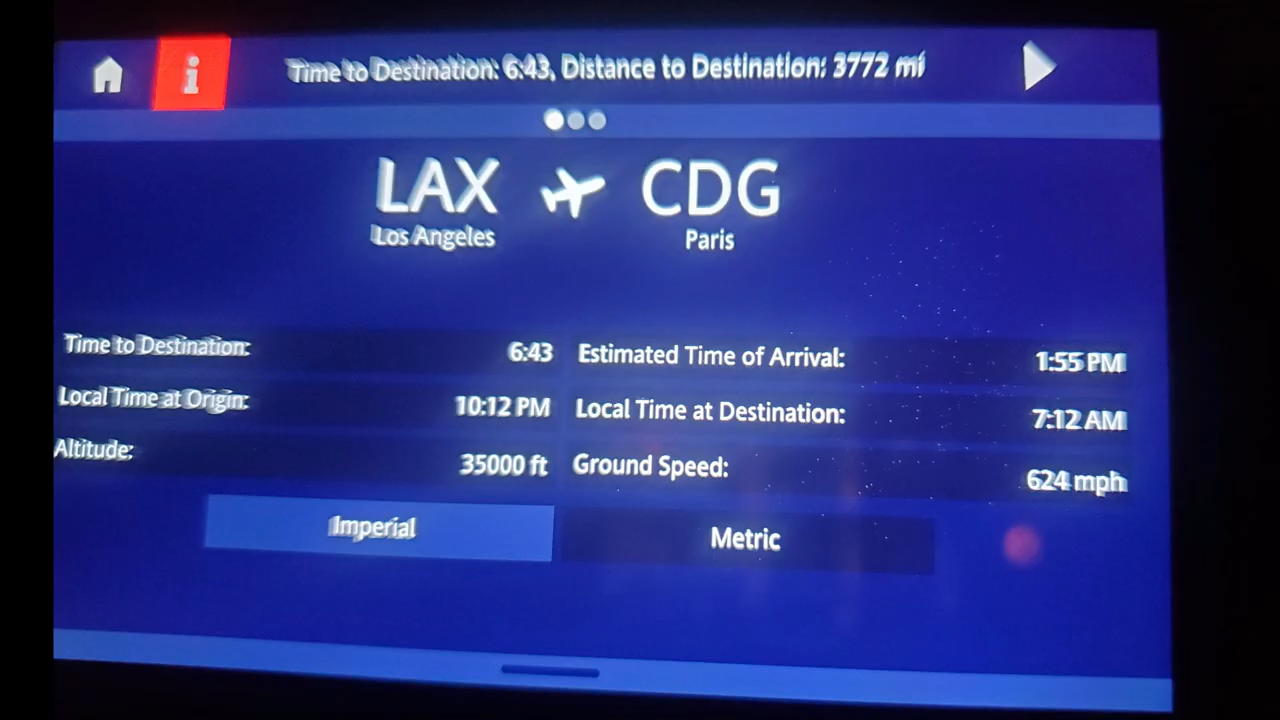 Time to Destination: 6:43, Distance to Destination: 3772 mi
LAX CDG
Los Angeles Paris
Time to Destination: 6:43 Estimated Time of Arrival: 1:55 PM
Local Time at Origin: 10:12 PM Local Time at Destination: 7:12 AM
Altitude: 35000 ft Ground Speed: 624 mph
Imperial Metric